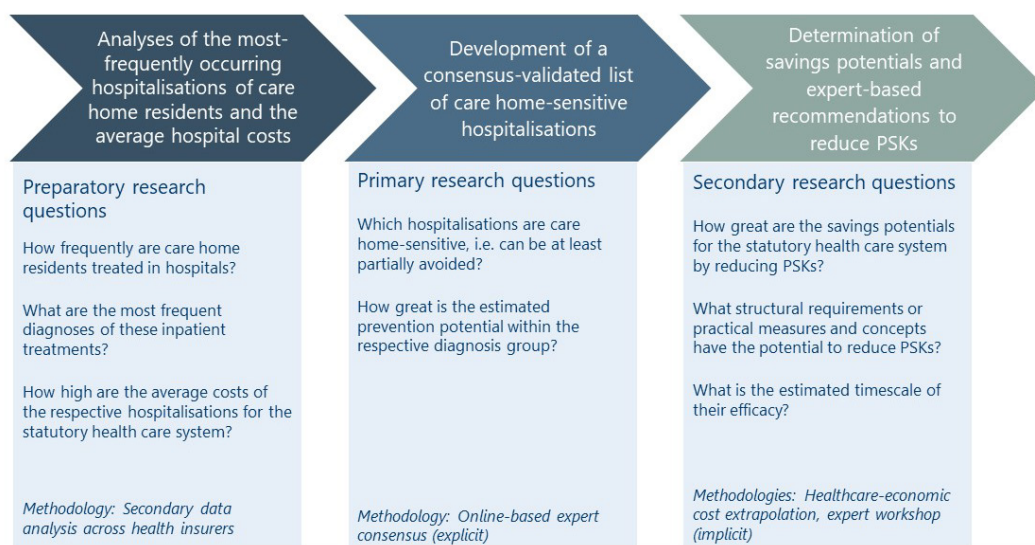 Analyses of the most-
frequently occurring
hospitalisations of care
home residents and the
average hospital costs
Preparatory research
questions
How frequently are care home
residents treated in hospitals?
What are the most frequent
diagnoses of these inpatient
treatments?
How high are the average costs of
the respective hospitalisations for the
statutory health care system?
Methodology: Secondary data
analysis across health insurers
Development of a
consensus-validated list
of care home-sensitive
hospitalisations
Primary research questions
Which hospitalisations are care
home-sensitive, i.e. can be at least
partially avoided?
How great is the estimated
prevention potential within the
respective diagnosis group?
Methodology: Online-based expert
consensus (explicit)
Determination of
savings potentials and
expert-based
recommendations to
reduce PSKs
Secondary research questions
How great are the savings potentials
for the statutory health care system
by reducing PSKs?
What structural requirements or
practical measures and concepts
have the potential to reduce PSKs?
What is the estimated timescale of
their efficacy?
Methodologies: Healthcare-economic
cost extrapolation, expert workshop
(implicit)